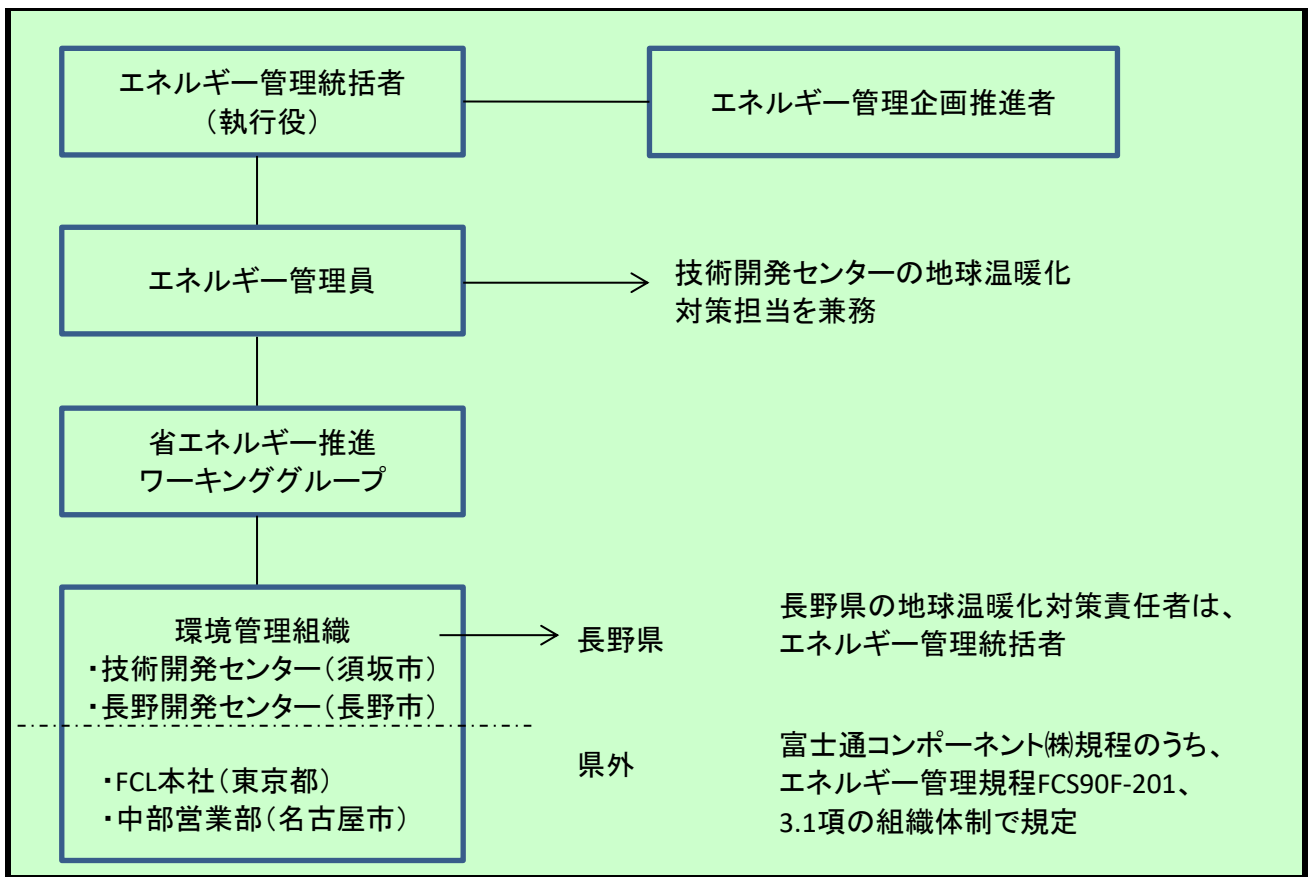 エネルギー管理統括者
（執行役）
エネルギー管理企画推進者
エネルギー管理員
技術開発センターの地球温暖化
対策担当を兼務
省エネルギー推進
ワーキンググループ
環境管理組織
・技術開発センター（須坂市）
・長野開発センター（長野市）
長野県
長野県の地球温暖化対策責任者は、
エネルギー管理統括者
・FCL本社（東京都）
・中部営業部（名古屋市）
県外
富士通コンポーネント㈱規程のうち、
エネルギー管理規程FCS90F-201、
3.1項の組織体制で規定